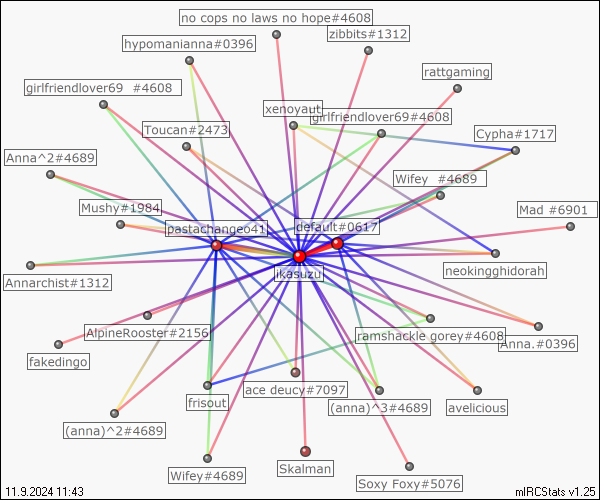 no cops no laws no hope#4608
zibbits#1312
hypomanianna#0396
rattgaming
girlfriendlover69 #4608
xenoyaut
girlfriendlover69#4608
Toucan#2473
Cypha#1717
Anna^2#4689
Wifey #4689
Mushy#1984
Mad #6901
pastachangeo41
default#0617
ikasuzu
neokingghidorah
Annarchist#1312
AlpineRooster#2156
ramshackle gorey#4608
Anna.#0396
fakedingo
ace deucy#7097
frisout
(anna)^3#4689
avelicious
(anna)^2#4689
Wifey#4689
Skalman
Soxy Foxy#5076
11.9.2024 11:43
mIRCStats v1.25